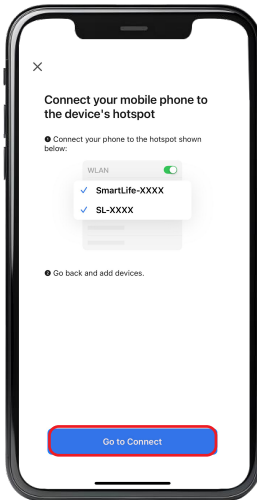 Connect your mobile phone to
the device's hotspot
❶ Connect your phone to the hotspot shown
below:
WLAN
SmartLife-XXXX
SL-XXXX
❷ Go back and add devices.
Go to Connect